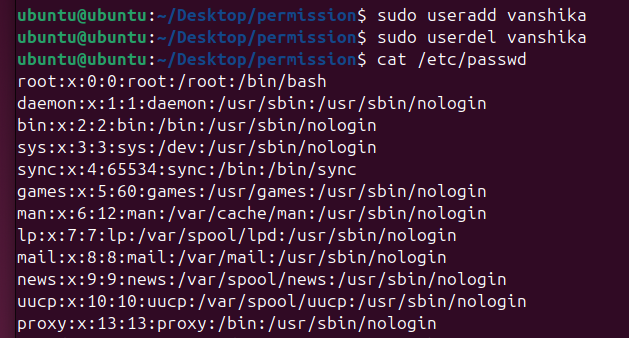 ubuntu@ubuntu:~/Desktop/permission$ sudo useradd vanshika
ubuntu@ubuntu:~/Desktop/permission$ sudo userdel vanshika
ubuntu@ubuntu:~/Desktop/permission$ cat /etc/passwd
root:x:0:0:root:/root:/bin/bash
daemon:x:1:1:daemon:/usr/sbin:/usr/sbin/nologin
bin:x:2:2:bin:/bin:/usr/sbin/nologin
sys:x:3:3:sys:/dev:/usr/sbin/nologin
sync:x:4:65534:sync:/bin:/bin/sync
games:x:5:60:games:/usr/games:/usr/sbin/nologin
man:x:6:12:man:/var/cache/man:/usr/sbin/nologin
lp:x:7:7:lp:/var/spool/lpd:/usr/sbin/nologin
mail:x:8:8:mail:/var/mail:/usr/sbin/nologin
news:x:9:9:news:/var/spool/news:/usr/sbin/nologin
uucp:x:10:10:uucp:/var/spool/uucp:/usr/sbin/nologin
proxy:x:13:13:proxy:/bin:/usr/sbin/nologin